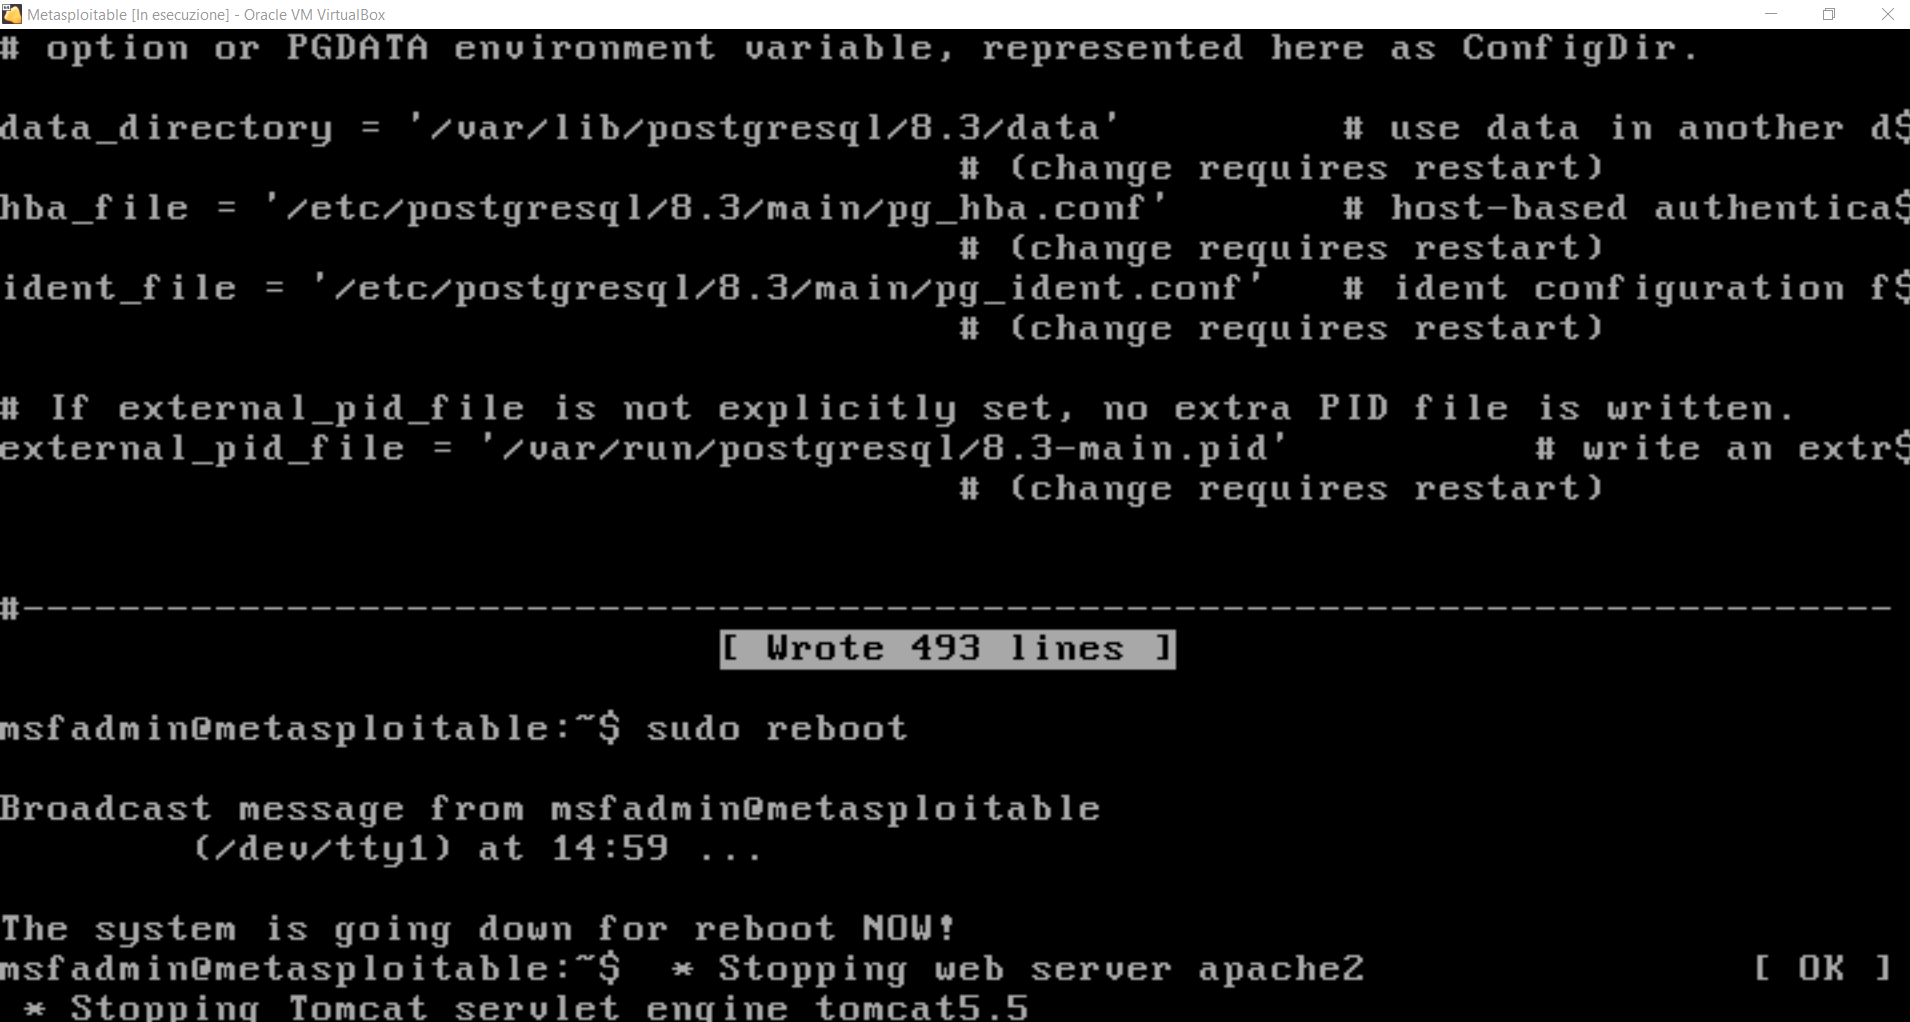 Metasploitable [In esecuzione] - Oracle VM VirtualBox
# option or PGDATA environment variable, represented here as ConfigDir.
data_directory = '/var/lib/postgresql/8.3/data'         # use data in another d$
# (change requires restart)
hba_file = '/etc/postgresql/8.3/main/pg_hba.conf'       # host-based authentica$
# (change requires restart)
ident_file = '/etc/postgresql/8.3/main/pg_ident.conf'   # ident configuration f$
# (change requires restart)
# If external_pid_file is not explicitly set, no extra PID file is written.
external_pid_file = '/var/run/postgresql/8.3-main.pid'          # write an extr$
# (change requires restart)
#------------------------------------------------------------------------------
[ Wrote 493 lines ]
msfadmin@metasploitable:~$ sudo reboot
Broadcast message from msfadmin@metasploitable
(/dev/tty1) at 14:59 ...
The system is going down for reboot NOW!
msfadmin@metasploitable:~$  * Stopping web server apache2                [ OK ]
* Stopping Tomcat servlet engine tomcat5.5